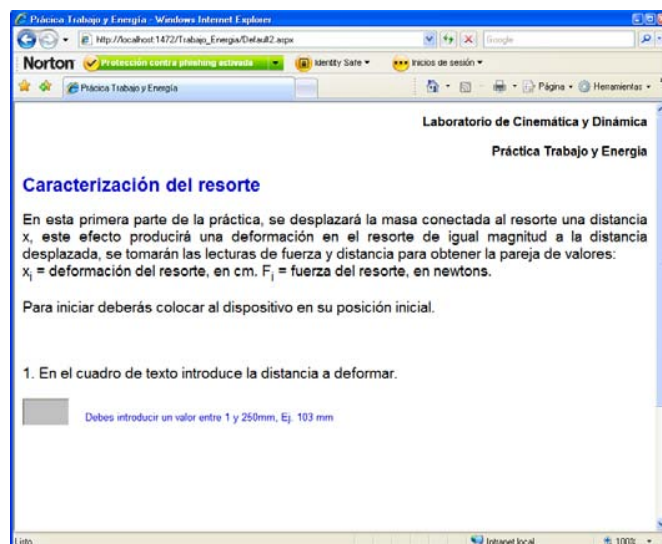 Prácica Trabajo y Energía - Windows Internet Explorer
http://localhost:1472/Trabajo_Energia/Default2.aspx
Google
Norton
Protección contra phishing activada
Identity Safe
Inicios de sesión
Prácica Trabajo y Energía
Página
Herramientas
Laboratorio de Cinemática y Dinámica
Práctica Trabajo y Energia
Caracterización del resorte
En esta primera parte de la práctica, se desplazará la masa conectada al resorte una distancia
x, este efecto producirá una deformación en el resorte de igual magnitud a la distancia
desplazada, se tomarán las lecturas de fuerza y distancia para obtener la pareja de valores:
xi = deformación del resorte, en cm. Fi = fuerza del resorte, en newtons.
Para iniciar deberás colocar al dispositivo en su posición inicial.
1. En el cuadro de texto introduce la distancia a deformar.
Debes introducir un valor entre 1 y 250mm, Ej. 103 mm
Listo
Intranet local
100%